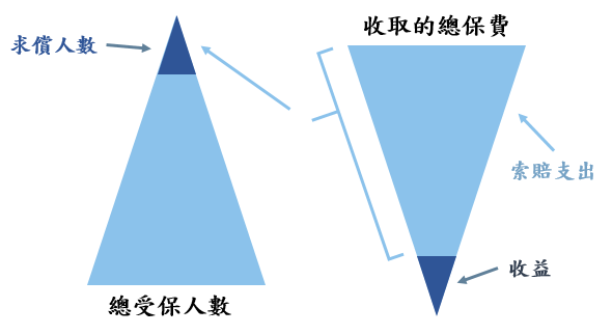 求償人數
總受保人數
收取的總保費
索賠支出
收益